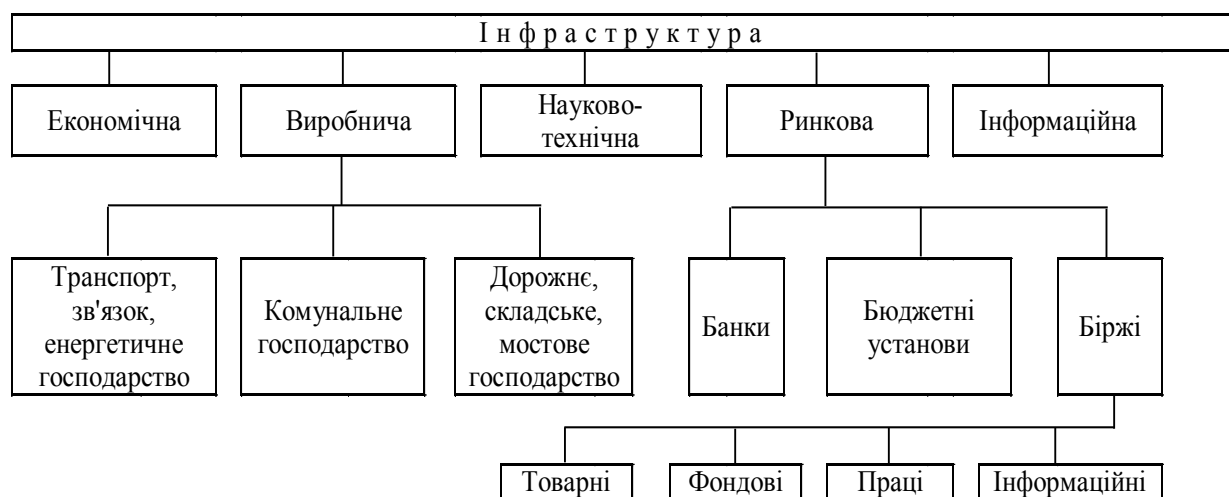 І н ф р а с т р у к т у р а
Економічна
Виробнича
Науково-
технічна
Ринкова
Інформаційна
Транспорт,
зв'язок,
енергетичне
господарство
Комунальне
господарство
Дорожнє,
складське,
мостове
господарство
Банки
Бюджетні
установи
Біржі
Товарні
Фондові
Праці
Інформаційні